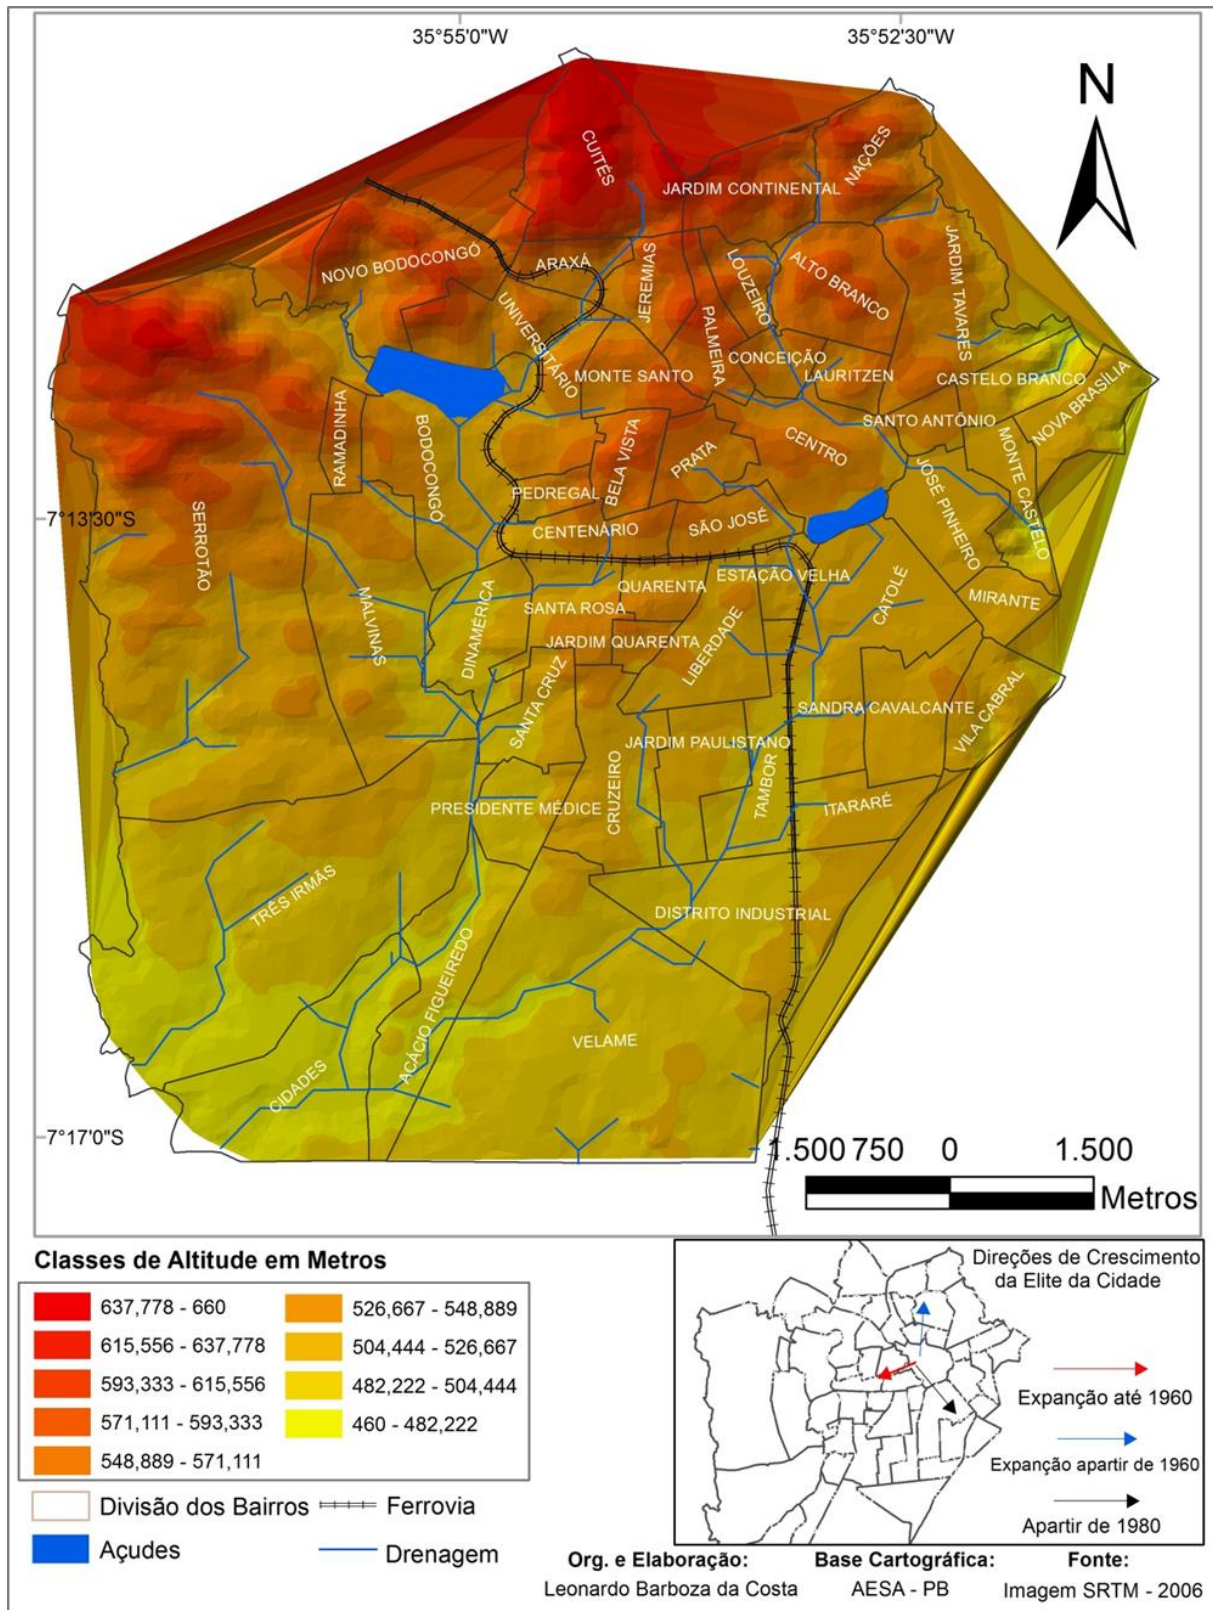 35°55'0"W
35°52'30"W
N
CUITÉS
NAÇÕES
JARDIM CONTINENTAL
NOVO BODOCONGÓ
ARAXÁ
JEREMIAS
LOUZEIRO
ALTO BRANCO
JARDIM TAVARES
UNIVERSITÁRIO
PALMEIRA
CONCEIÇÃO
MONTE SANTO
LAURITZEN
CASTELO BRANCO
NOVA BRASÍLIA
RAMADINHA
BODOCONGÓ
BELA VISTA
PRATA
CENTRO
SANTO ANTÔNIO
MONTE CASTELO
PEDREGAL
JOSÉ PINHEIRO
7°13'30"S
SERROTÃO
CENTENÁRIO
SÃO JOSÉ
QUARENTA
ESTAÇÃO VELHA
CATOLÉ
MIRANTE
MALVINAS
DINAMÉRICA
SANTA ROSA
JARDIM QUARENTA
LIBERDADE
SANTA CRUZ
SANDRA CAVALCANTE
VILA CABRAL
JARDIM PAULISTANO
TAMBOR
PRESIDENTE MÉDICE
CRUZEIRO
ITARARÉ
TRÊS IRMÃS
DISTRITO INDUSTRIAL
ACÁCIO FIGUEIREDO
VELAME
CIDADES
7°17'0"S
1.500 750 0 1.500
Metros
Classes de Altitude em Metros
637,778 - 660
615,556 - 637,778
593,333 - 615,556
571,111 - 593,333
548,889 - 571,111
526,667 - 548,889
504,444 - 526,667
482,222 - 504,444
460 - 482,222
Divisão dos Bairros
Ferrovia
Açudes
Drenagem
Direções de Crescimento
da Elite da Cidade
Expanção até 1960
Expanção apartir de 1960
Apartir de 1980
Org. e Elaboração:
Leonardo Barboza da Costa
Base Cartográfica:
AESA - PB
Fonte:
Imagem SRTM - 2006